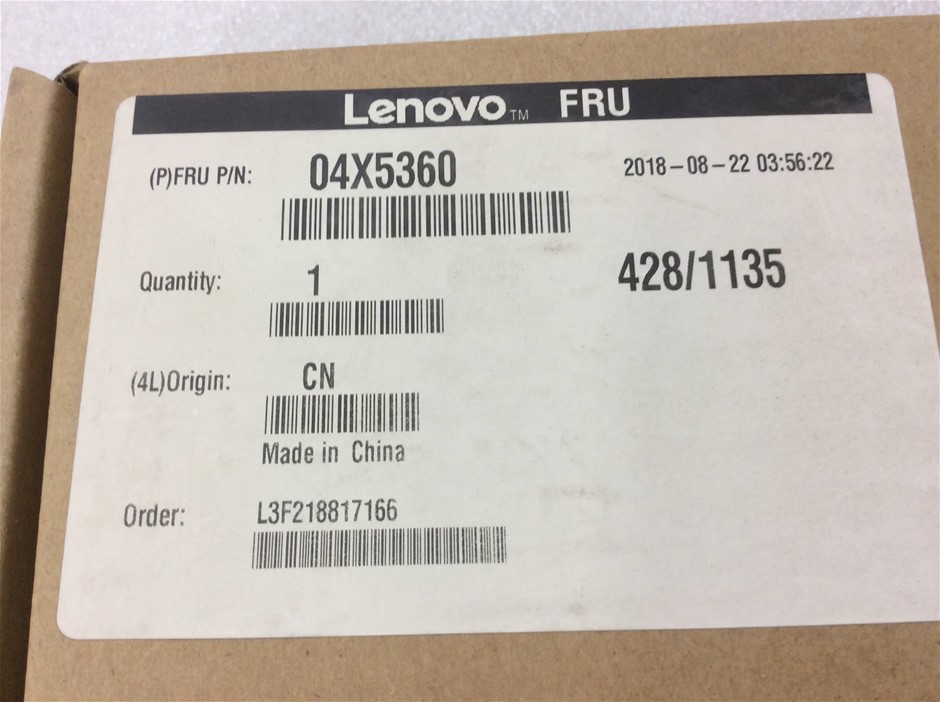 Lenovo™ FRU
(P)FRU P/N: 04X5360 2018-08-22 03:56:22
Quantity: 1 428/1135
(4L)Origin: CN
Made in China
Order: L3F218817166